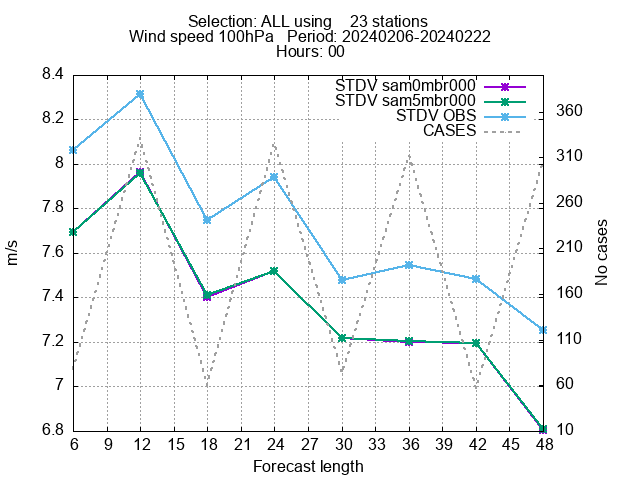 Selection: ALL using    23 stations
Wind speed 100hPa   Period: 20240206-20240222
Hours: 00
STDV sam0mbr000
STDV sam5mbr000
STDV OBS
CASES
8.4
8.2
8
7.8
7.6
7.4
7.2
7
6.8
m/s
360
310
260
210
160
110
60
10
No cases
6 12 15 18 21 24 27 30 33 36 39 42 45 48
Forecast length